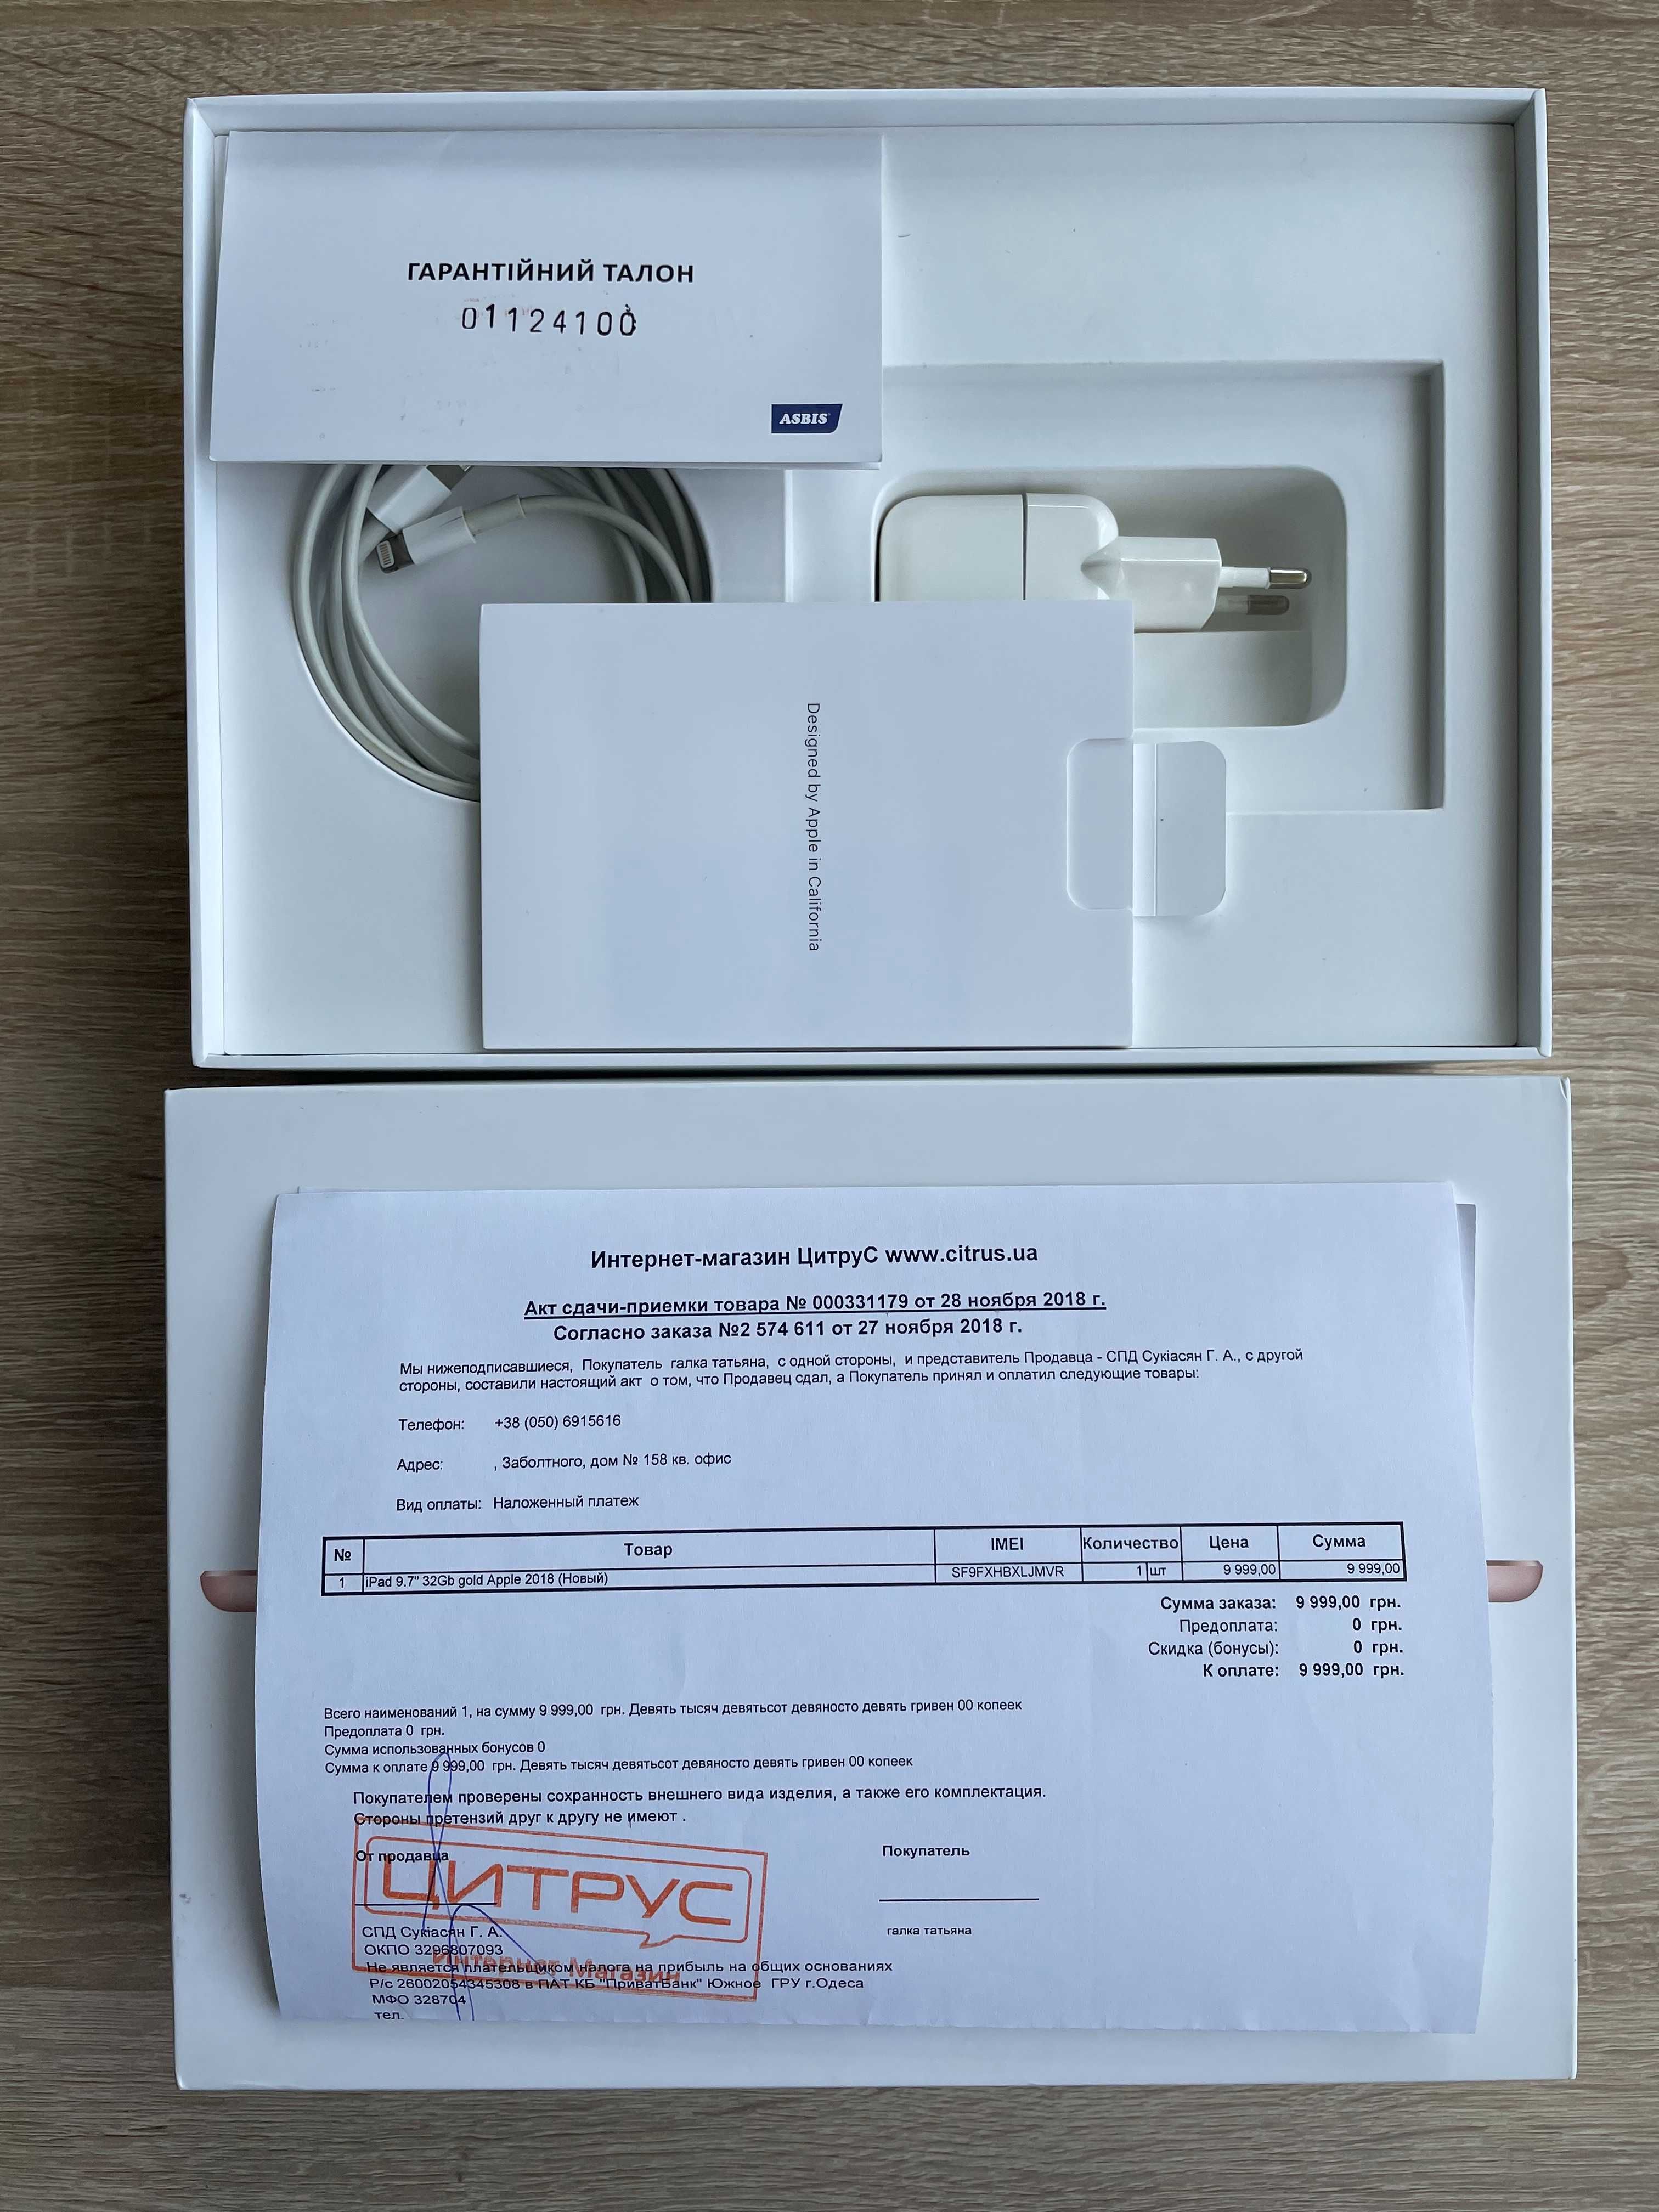 ГАРАНТІЙНИЙ ТАЛОН
01124100
ASBIS
Designed by Apple in California
Интернет-магазин ЦитруС www.citrus.ua
Акт сдачи-приемки товара № 000331179 от 28 ноября 2018 г.
Согласно заказа №2 574 611 от 27 ноября 2018 г.
Мы нижеподписавшиеся, Покупатель галка татьяна, с одной стороны, и представитель Продавца - СПД Сукіасян Г. А., с другой
стороны, составили настоящий акт о том, что Продавец сдал, а Покупатель принял и оплатил следующие товары:
Телефон: +38 (050) 6915616
Адрес: , Заболтного, дом № 158 кв. офис
Вид оплаты: Наложенный платеж
№ Товар IMEI Количество Цена Сумма
1 iPad 9.7" 32Gb gold Apple 2018 (Новый) SF9FXHBXLJMVR 1 шт 9 999,00 9 999,00
Сумма заказа: 9 999,00 грн.
Предоплата: 0 грн.
Скидка (бонусы): 0 грн.
К оплате: 9 999,00 грн.
Всего наименований 1, на сумму 9 999,00 грн. Девять тысяч девятьсот девяносто девять гривен 00 копеек
Предоплата 0 грн.
Сумма использованных бонусов 0
Сумма к оплате 9 999,00 грн. Девять тысяч девятьсот девяносто девять гривен 00 копеек
Покупателем проверены сохранность внешнего вида изделия, а также его комплектация.
Стороны претензий друг к другу не имеют .
От продавца Покупатель
ЦИТРУС
Интернет Магазин
СПД Сукіасян Г. А. галка татьяна
ОКПО 3296807093
Не является плательщиком налога на прибыль на общих основаниях
Р/с 26002054345308 в ПАТ КБ "ПриватБанк" Южное ГРУ г.Одеса
МФО 328704
тел.